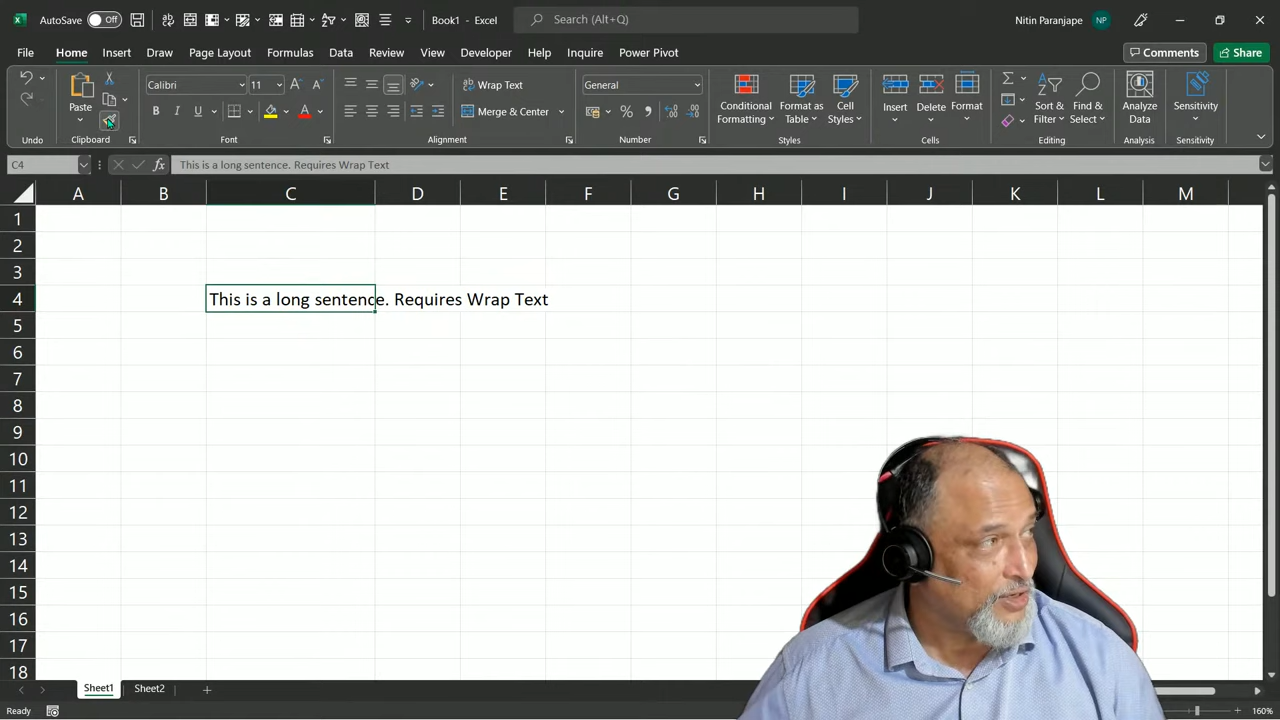 AutoSave Off Book1 - Excel Search (Alt+Q) Nitin Paranjape NP
File Home Insert Draw Page Layout Formulas Data Review View Developer Help Inquire Power Pivot Comments Share
Calibri 11 Wrap Text General
Paste Merge & Center Conditional Formatting Format as Table Cell Styles Insert Delete Format Sort & Filter Find & Select Analyze Data Sensitivity
Undo Clipboard Font Alignment Number Styles Cells Editing Analysis Sensitivity
C4 fx This is a long sentence. Requires Wrap Text
A B C D E F G H I J K L M
1
2
3
4 This is a long sentence. Requires Wrap Text
5
6
7
8
9
10
11
12
13
14
15
16
17
18
Sheet1 Sheet2
Ready 160%